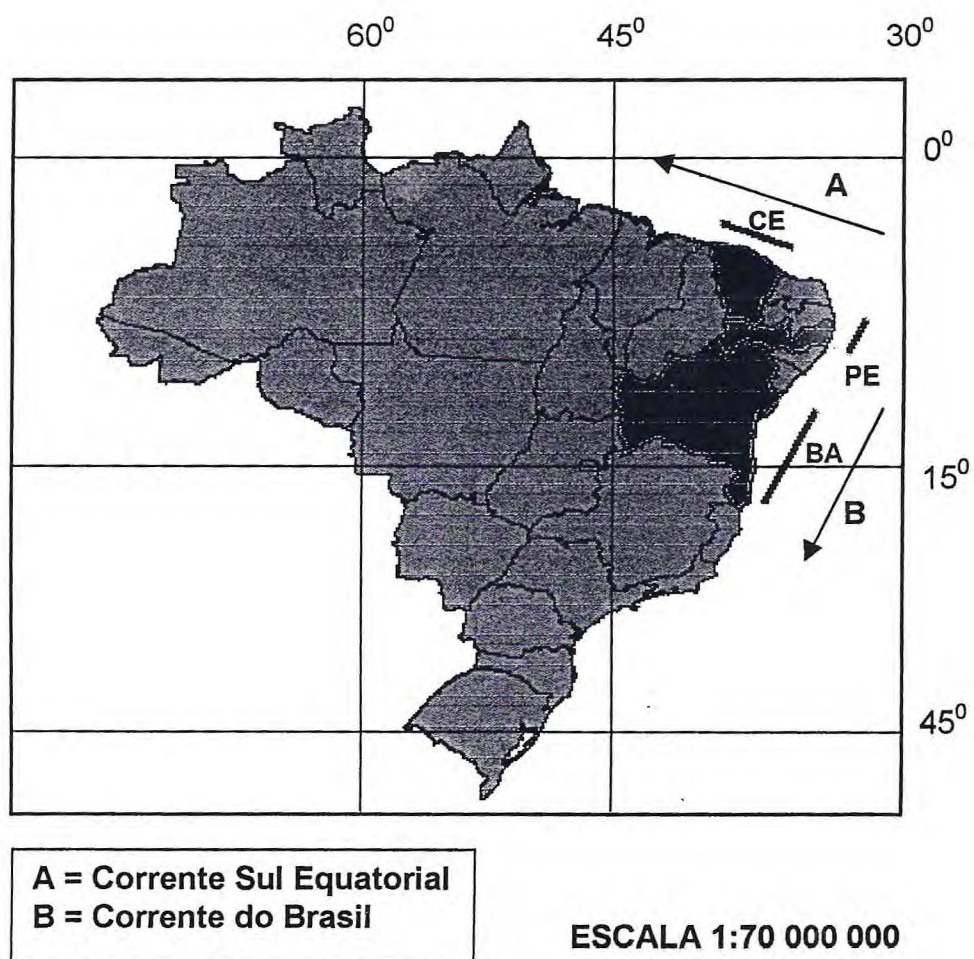 60⁰ 45⁰ 30⁰
0⁰
A
CE
PE
BA
15⁰
B
45⁰
A = Corrente Sul Equatorial
B = Corrente do Brasil
ESCALA 1:70 000 000